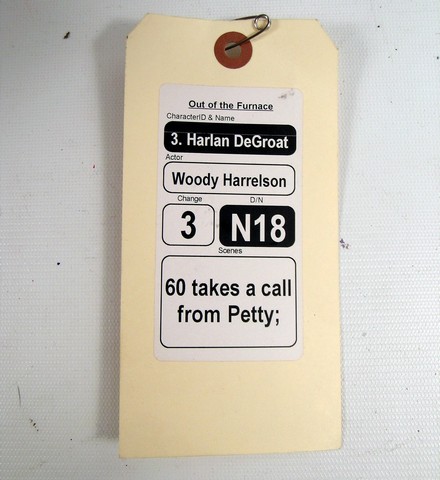 Out of the Furnace
CharacterID & Name
3. Harlan DeGroat
Actor
Woody Harrelson
Change D/N
3 N18
Scenes
60 takes a call
from Petty;